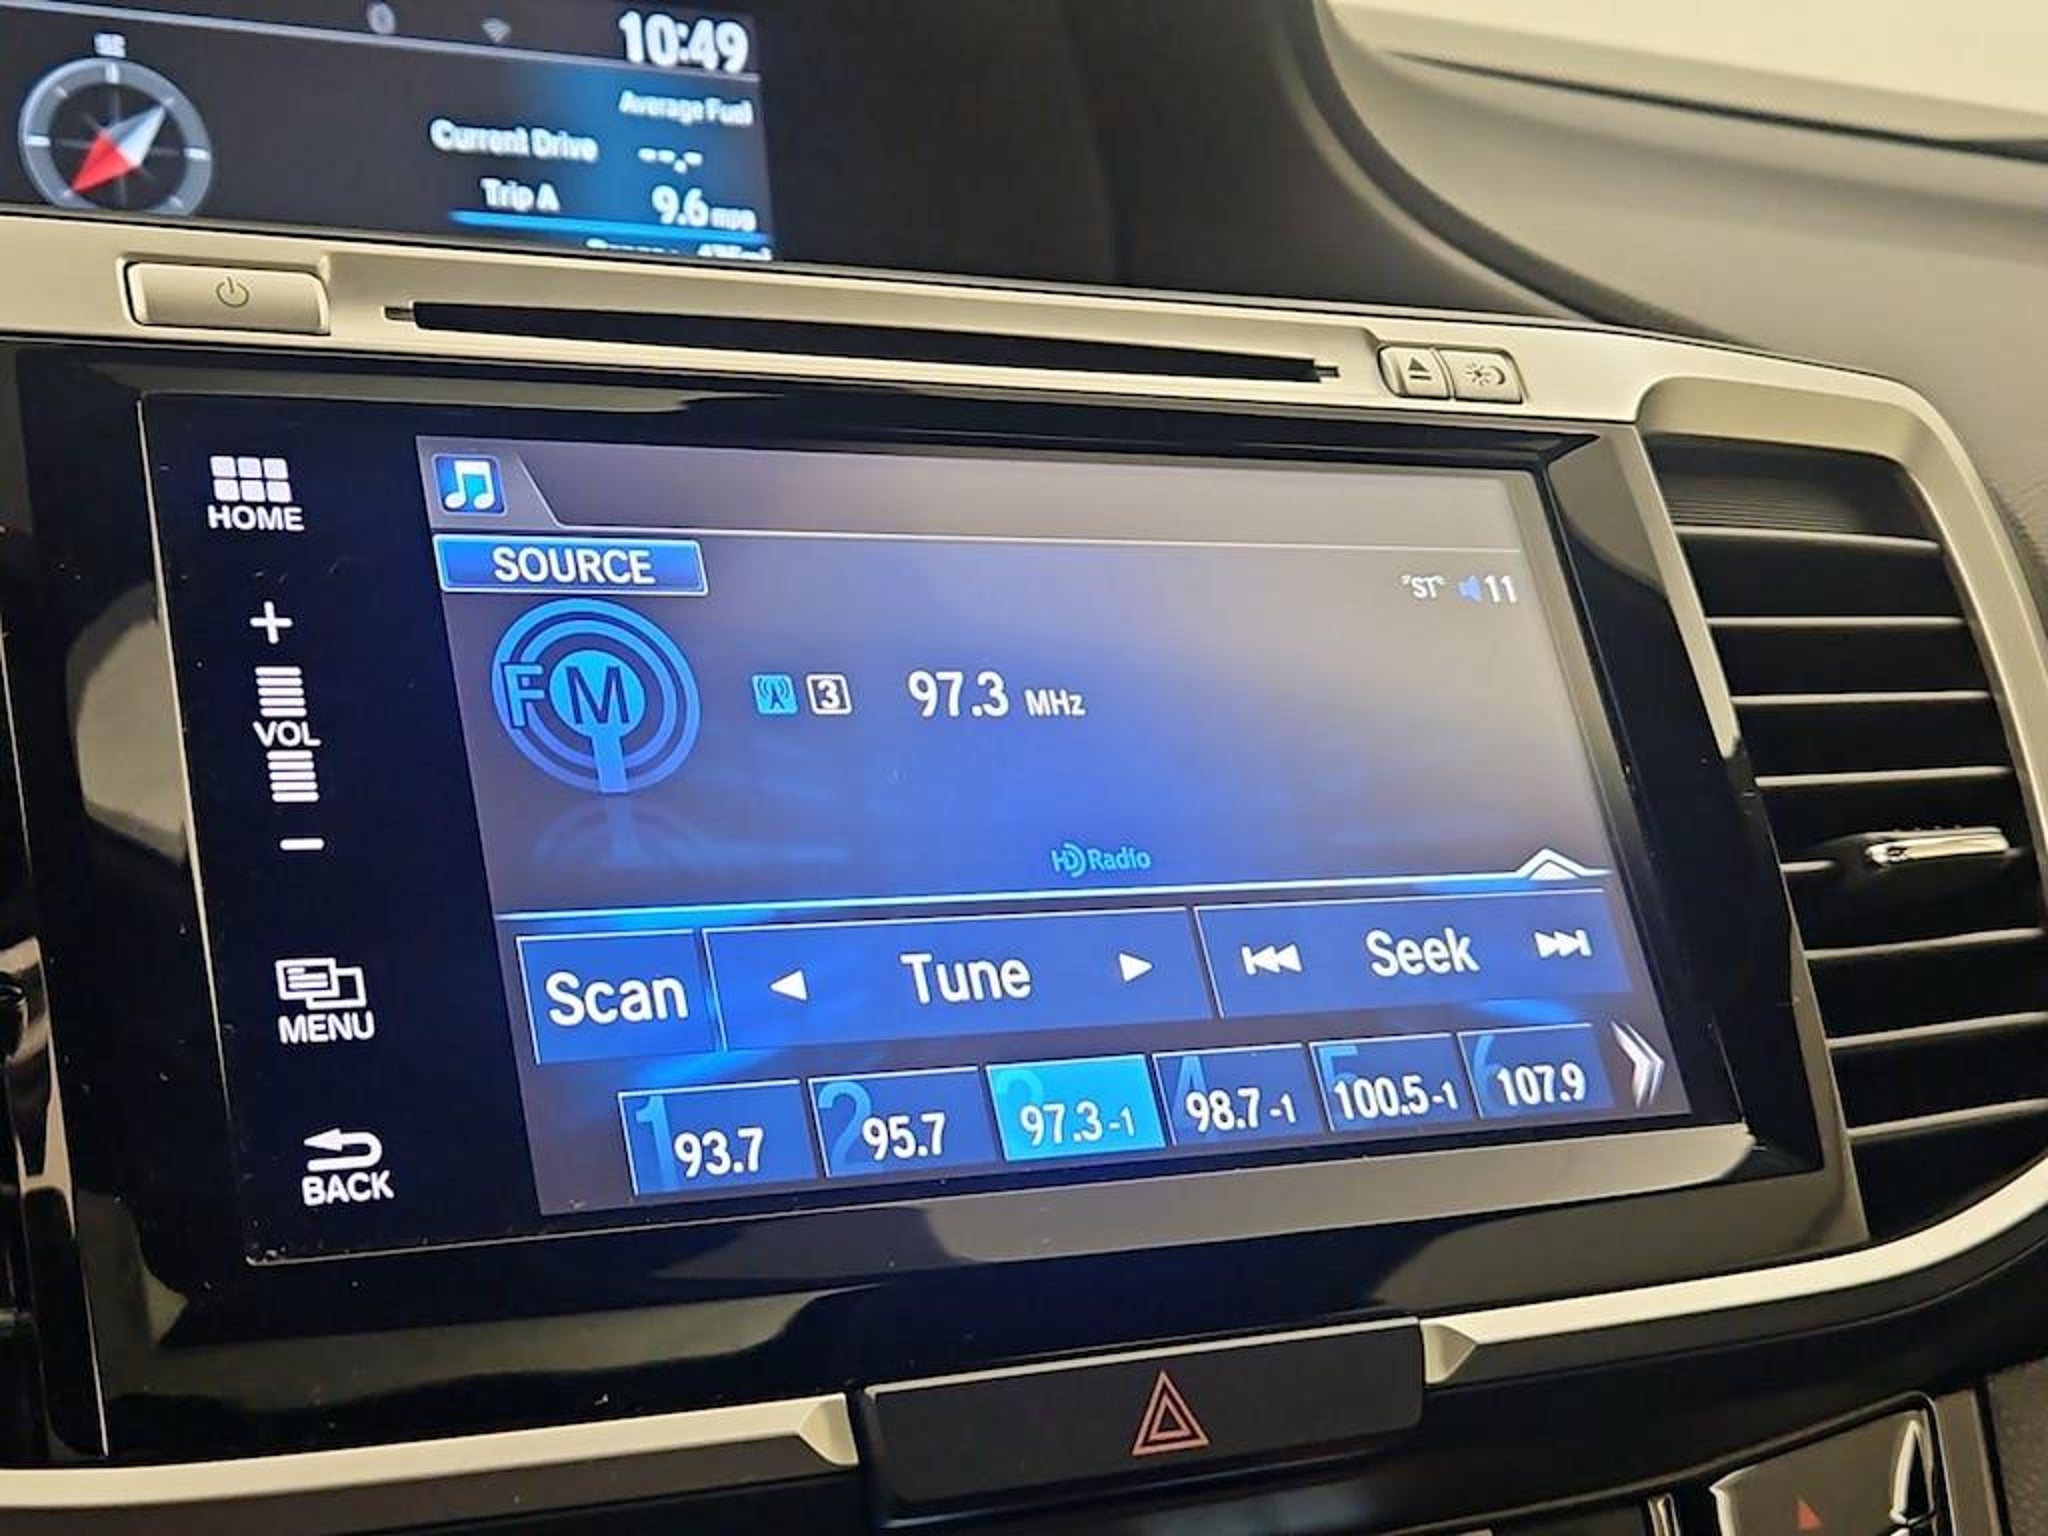 10:49
Average Fuel
Current Drive --.-
Trip A 9.6 mpg
HOME
SOURCE
ST 11
+
FM
3 97.3 MHz
VOL
-
HD Radio
Scan Tune Seek
MENU
1 93.7 2 95.7 3 97.3-1 4 98.7-1 5 100.5-1 6 107.9
BACK